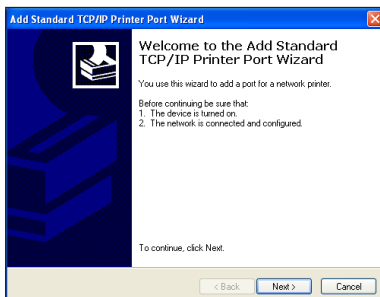 Add Standard TCP/IP Printer Port Wizard
Welcome to the Add Standard
TCP/IP Printer Port Wizard
You use this wizard to add a port for a network printer.
Before continuing be sure that:
1. The device is turned on.
2. The network is connected and configured.
To continue, click Next.
< Back Next > Cancel